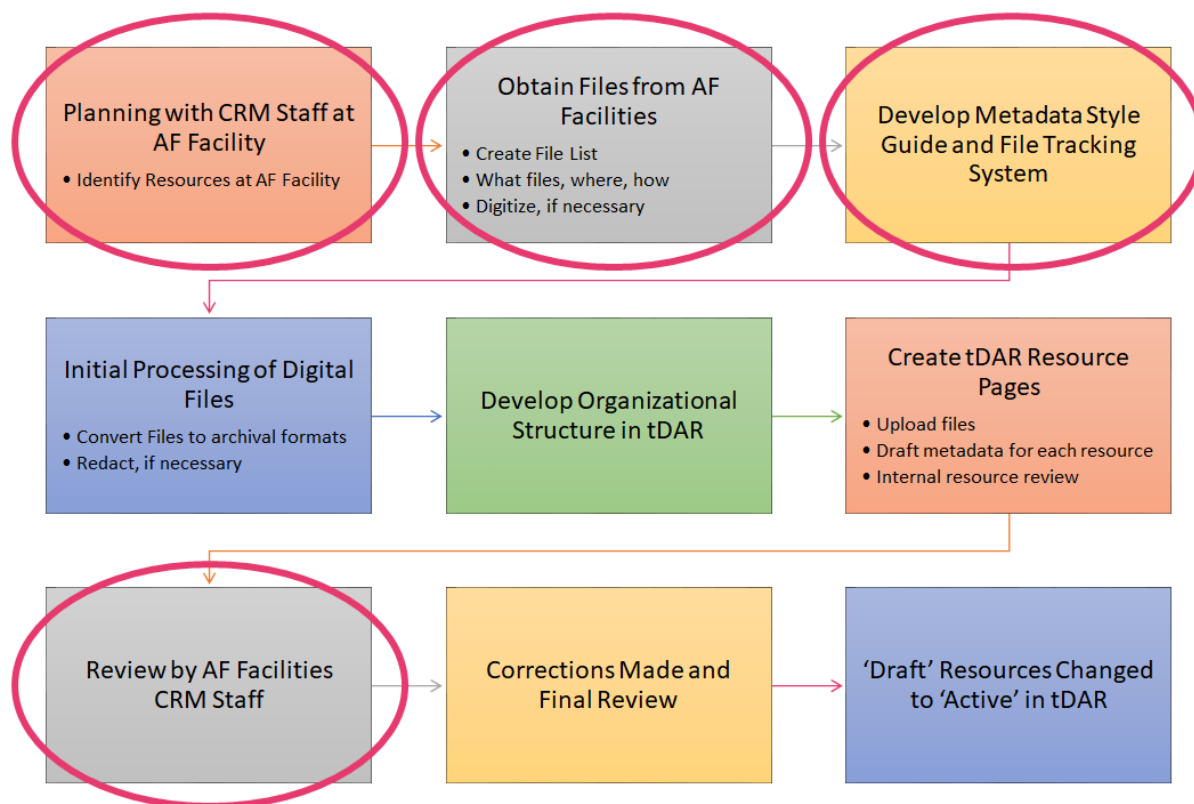 Planning with CRM Staff at
AF Facility
• Identify Resources at AF Facility
Obtain Files from AF
Facilities
• Create File List
• What files, where, how
• Digitize, if necessary
Develop Metadata Style
Guide and File Tracking
System
Initial Processing of Digital
Files
• Convert Files to archival formats
• Redact, if necessary
Develop Organizational
Structure in tDAR
Create tDAR Resource
Pages
• Upload files
• Draft metadata for each resource
• Internal resource review
Review by AF Facilities
CRM Staff
Corrections Made and
Final Review
‘Draft’ Resources Changed
to ‘Active’ in tDAR